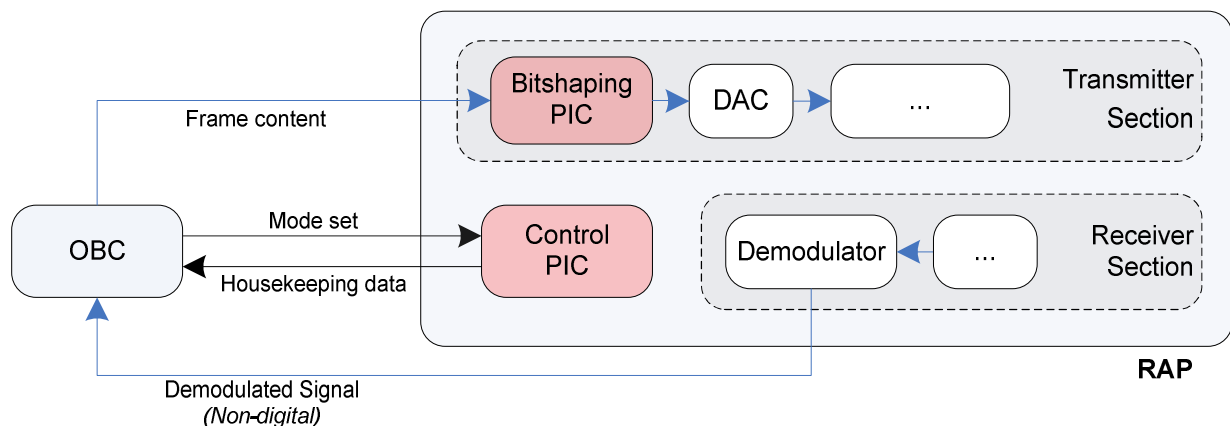 Bitshaping
PIC
DAC
...
Transmitter
Section
Frame content
OBC
Mode set
Housekeeping data
Control
PIC
Demodulator
...
Receiver
Section
Demodulated Signal
(Non-digital)
RAP